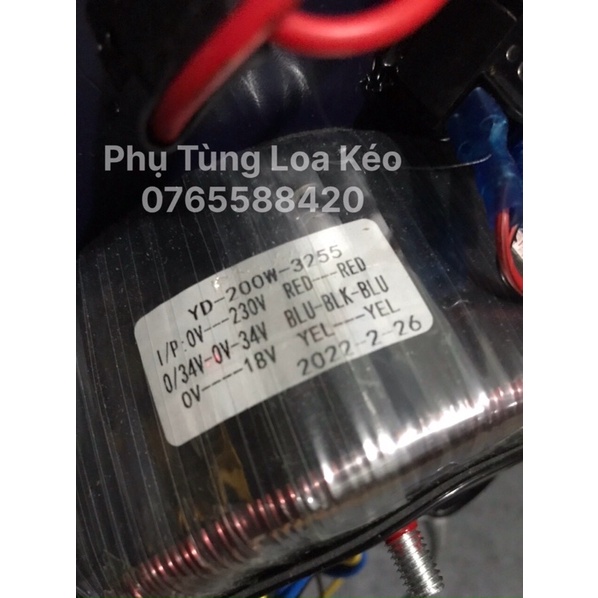 Phụ Tùng Loa Kéo
0765588420
YD-200W-3255
I/P:0V---230V RED---RED
0/34V-0V-34V BLU-BLK-BLU
0V----18V YEL---YEL
2022-2-26